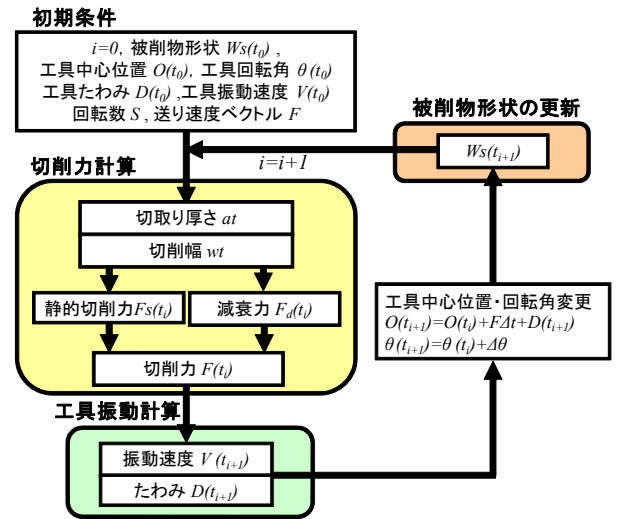 初期条件
i=0, 被削物形状 Ws(t₀) ,
工具中心位置 O(t₀), 工具回転角 θ(t₀)
工具たわみ D(t₀) ,工具振動速度 V(t₀)
回転数 S , 送り速度ベクトル F
被削物形状の更新
Ws(tᵢ₊₁)
i=i+1
切削力計算
切取り厚さ at
切削幅 wt
静的切削力Fs(tᵢ)
減衰力 F_d(tᵢ)
切削力 F(tᵢ)
工具中心位置・回転角変更
O(tᵢ₊₁)=O(tᵢ)+FΔt+D(tᵢ₊₁)
θ(tᵢ₊₁)=θ(tᵢ)+Δθ
工具振動計算
振動速度 V(tᵢ₊₁)
たわみ D(tᵢ₊₁)